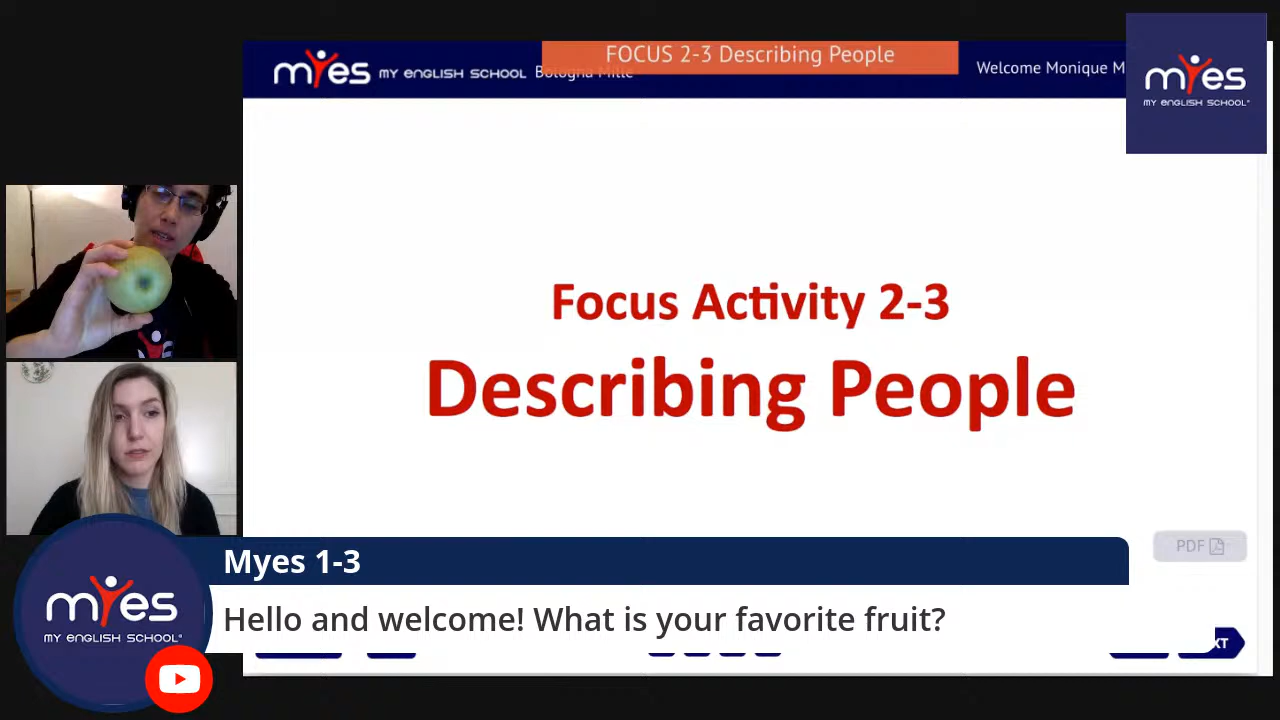 FOCUS 2-3 Describing People
myes MY ENGLISH SCHOOL Bologna Mille
Welcome Monique M
myes
MY ENGLISH SCHOOL
Focus Activity 2-3
Describing People
PDF
Myes 1-3
Hello and welcome! What is your favorite fruit?
myes
MY ENGLISH SCHOOL
XT